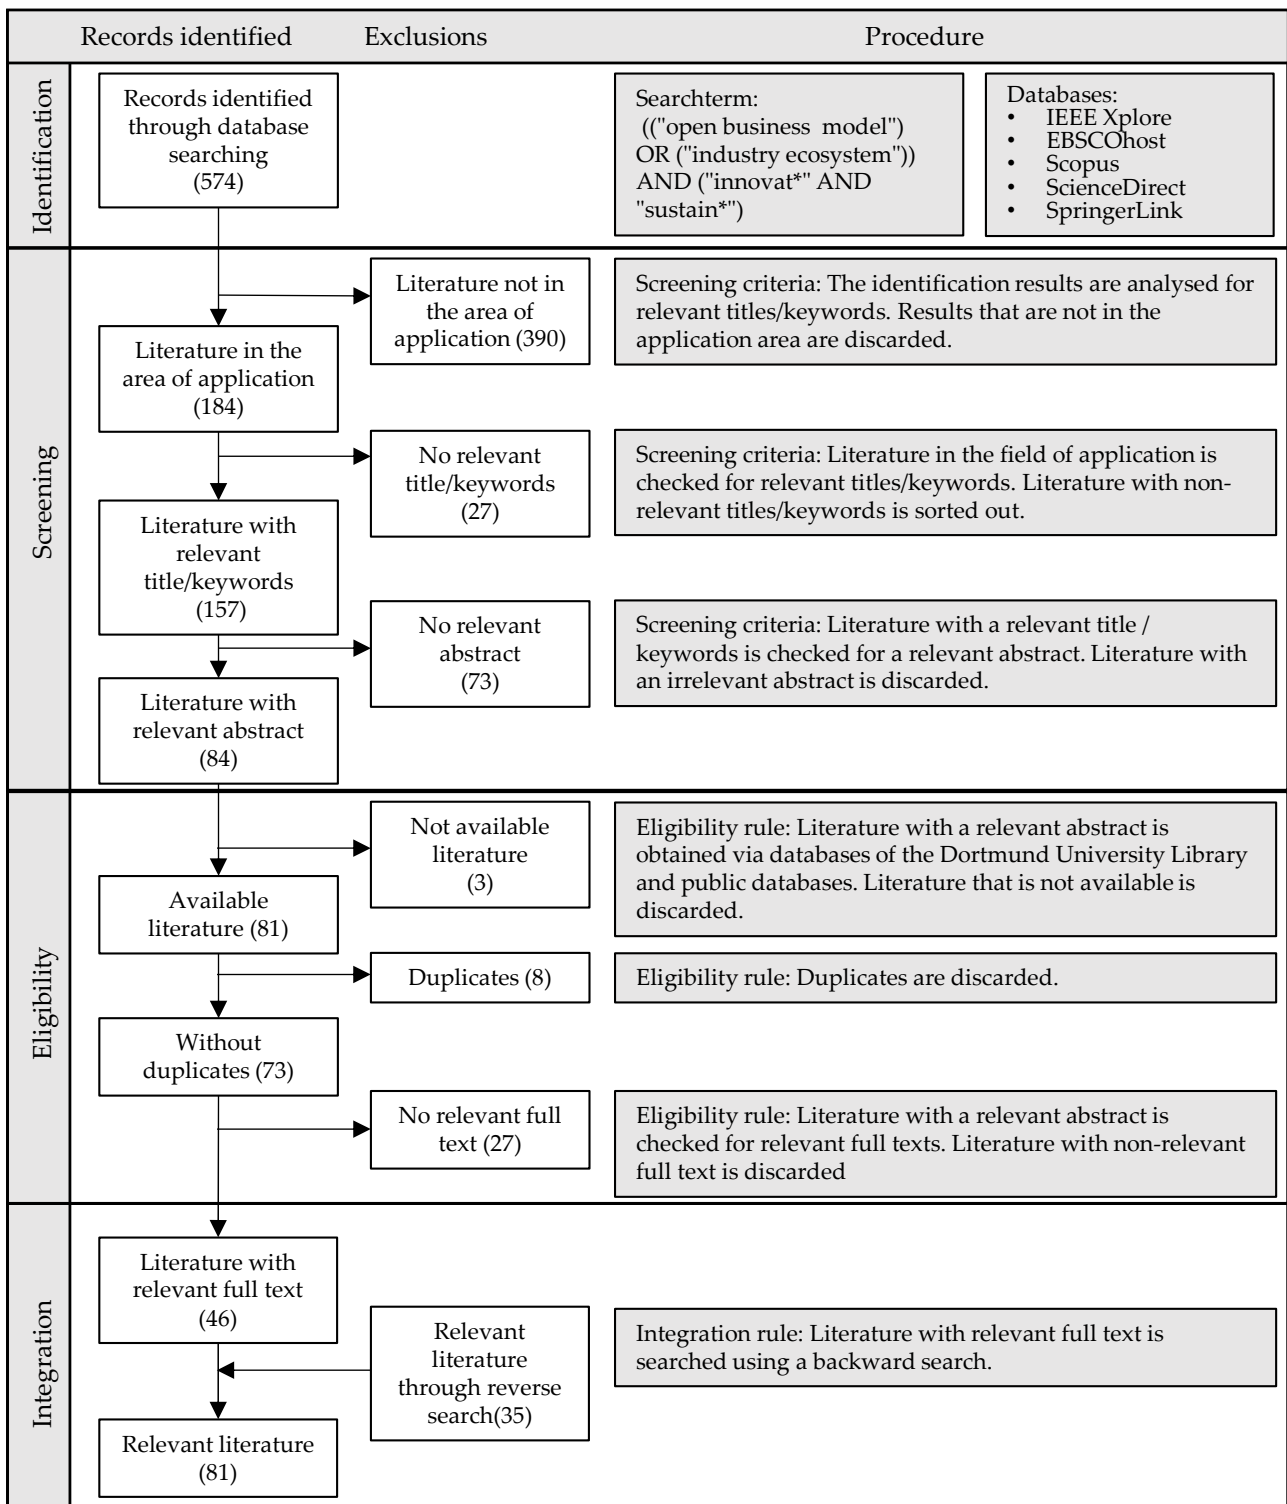 Records identified
Exclusions
Procedure
Identification
Records identified
through database
searching
(574)
Searchterm:
(("open business model")
OR ("industry ecosystem"))
AND ("innovat*" AND
"sustain*")
Databases:
• IEEE Xplore
• EBSCOhost
• Scopus
• ScienceDirect
• SpringerLink
Screening
Literature not in
the area of
application (390)
Screening criteria: The identification results are analysed for
relevant titles/keywords. Results that are not in the
application area are discarded.
Literature in the
area of application
(184)
No relevant
title/keywords
(27)
Screening criteria: Literature in the field of application is
checked for relevant titles/keywords. Literature with non-
relevant titles/keywords is sorted out.
Literature with
relevant
title/keywords
(157)
No relevant
abstract
(73)
Screening criteria: Literature with a relevant title /
keywords is checked for a relevant abstract. Literature with
an irrelevant abstract is discarded.
Literature with
relevant abstract
(84)
Eligibility
Not available
literature
(3)
Eligibility rule: Literature with a relevant abstract is
obtained via databases of the Dortmund University Library
and public databases. Literature that is not available is
discarded.
Available
literature (81)
Duplicates (8)
Eligibility rule: Duplicates are discarded.
Without
duplicates (73)
No relevant full
text (27)
Eligibility rule: Literature with a relevant abstract is
checked for relevant full texts. Literature with non-relevant
full text is discarded
Integration
Literature with
relevant full text
(46)
Relevant
literature
through reverse
search(35)
Integration rule: Literature with relevant full text is
searched using a backward search.
Relevant literature
(81)